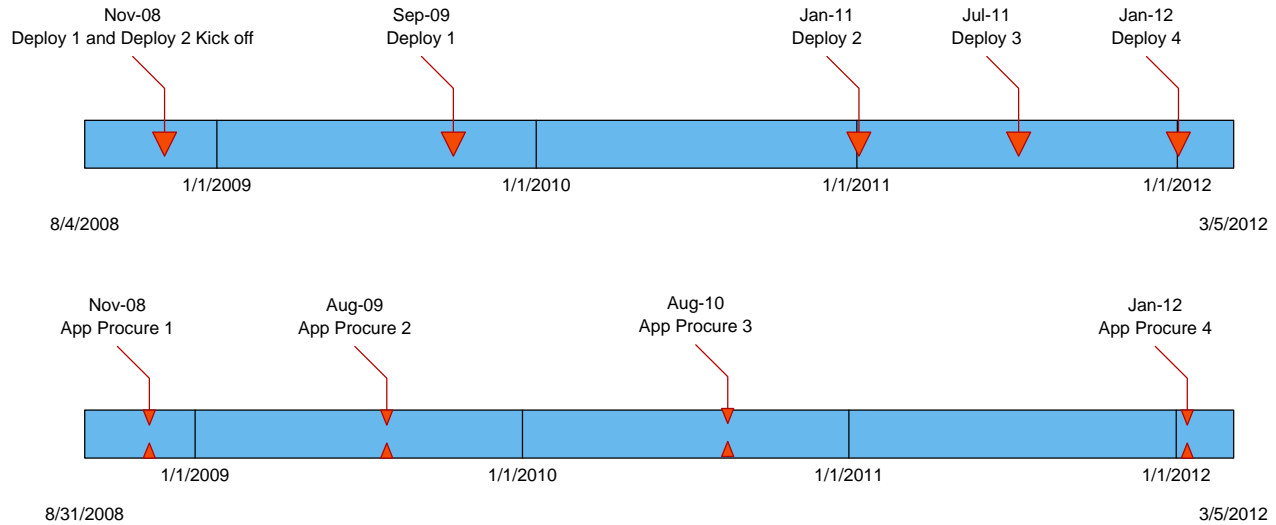 Nov-08
Deploy 1 and Deploy 2 Kick off
Sep-09
Deploy 1
Jan-11
Deploy 2
Jul-11
Deploy 3
Jan-12
Deploy 4
1/1/2009
1/1/2010
1/1/2011
1/1/2012
8/4/2008
3/5/2012
Nov-08
App Procure 1
Aug-09
App Procure 2
Aug-10
App Procure 3
Jan-12
App Procure 4
1/1/2009
1/1/2010
1/1/2011
1/1/2012
8/31/2008
3/5/2012